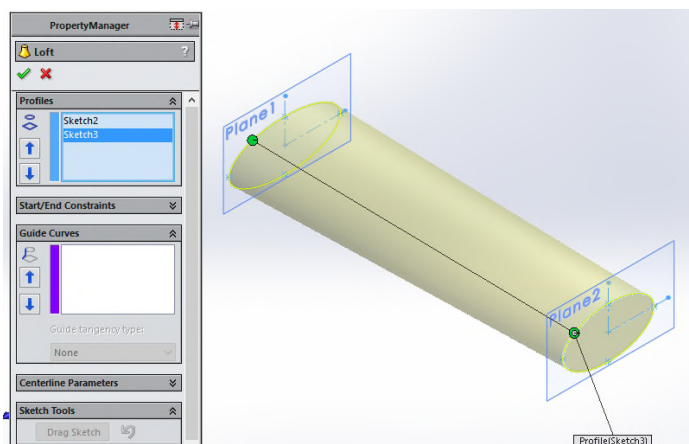 PropertyManager
Loft
?
Profiles
Sketch2
Sketch3
Start/End Constraints
Guide Curves
Guide tangency type:
None
Centerline Parameters
Sketch Tools
Drag Sketch
Plane1
Plane2
Profile(Sketch3)